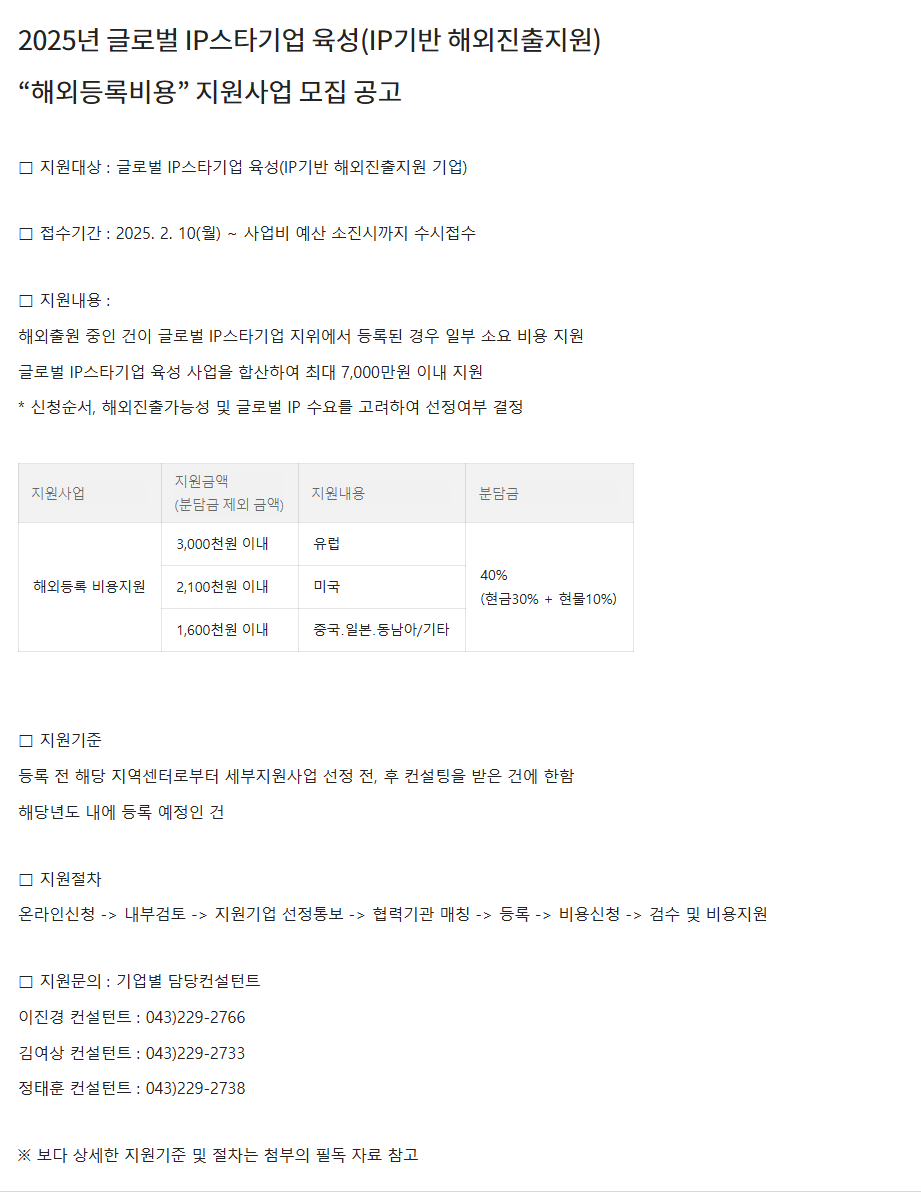 2025년 글로벌 IP스타기업 육성(IP기반 해외진출지원)
“해외등록비용” 지원사업 모집 공고
□ 지원대상 : 글로벌 IP스타기업 육성(IP기반 해외진출지원 기업)
□ 접수기간 : 2025. 2. 10(월) ~ 사업비 예산 소진시까지 수시접수
□ 지원내용 :
해외출원 중인 건이 글로벌 IP스타기업 지위에서 등록된 경우 일부 소요 비용 지원
글로벌 IP스타기업 육성 사업을 합산하여 최대 7,000만원 이내 지원
* 신청순서, 해외진출가능성 및 글로벌 IP 수요를 고려하여 선정여부 결정
지원사업
지원금액
(분담금 제외 금액)
지원내용
분담금
해외등록 비용지원
3,000천원 이내
유럽
2,100천원 이내
미국
1,600천원 이내
중국.일본.동남아/기타
40%
(현금30% + 현물10%)
□ 지원기준
등록 전 해당 지역센터로부터 세부지원사업 선정 전, 후 컨설팅을 받은 건에 한함
해당년도 내에 등록 예정인 건
□ 지원절차
온라인신청 -> 내부검토 -> 지원기업 선정통보 -> 협력기관 매칭 -> 등록 -> 비용신청 -> 검수 및 비용지원
□ 지원문의 : 기업별 담당컨설턴트
이진경 컨설턴트 : 043)229-2766
김여상 컨설턴트 : 043)229-2733
정태훈 컨설턴트 : 043)229-2738
※ 보다 상세한 지원기준 및 절차는 첨부의 필독 자료 참고